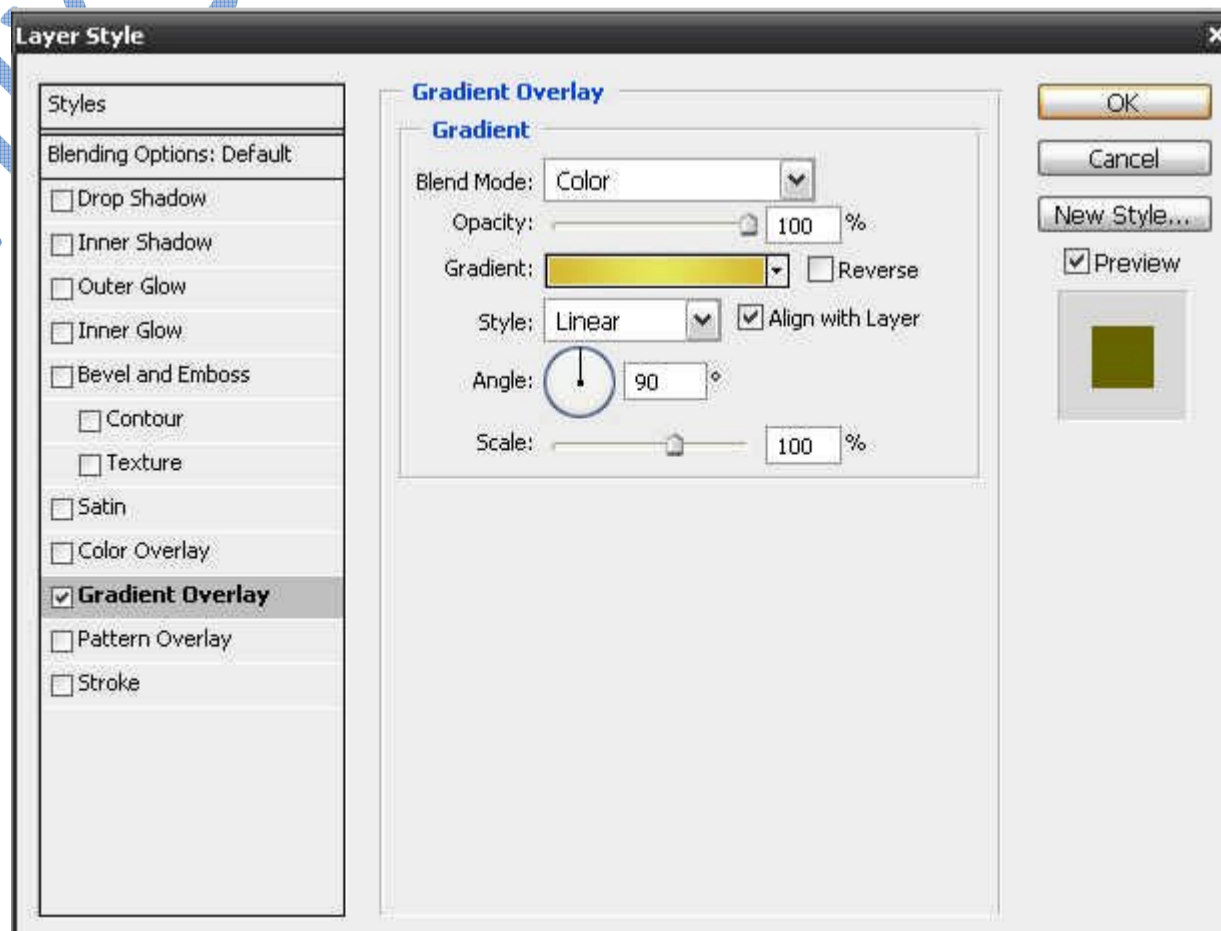 Layer Style
Styles
Blending Options: Default
Drop Shadow
Inner Shadow
Outer Glow
Inner Glow
Bevel and Emboss
Contour
Texture
Satin
Color Overlay
Gradient Overlay
Pattern Overlay
Stroke
Gradient Overlay
Gradient
Blend Mode: Color
Opacity: 100 %
Gradient: Reverse
Style: Linear Align with Layer
Angle: 90 °
Scale: 100 %
OK
Cancel
New Style...
Preview